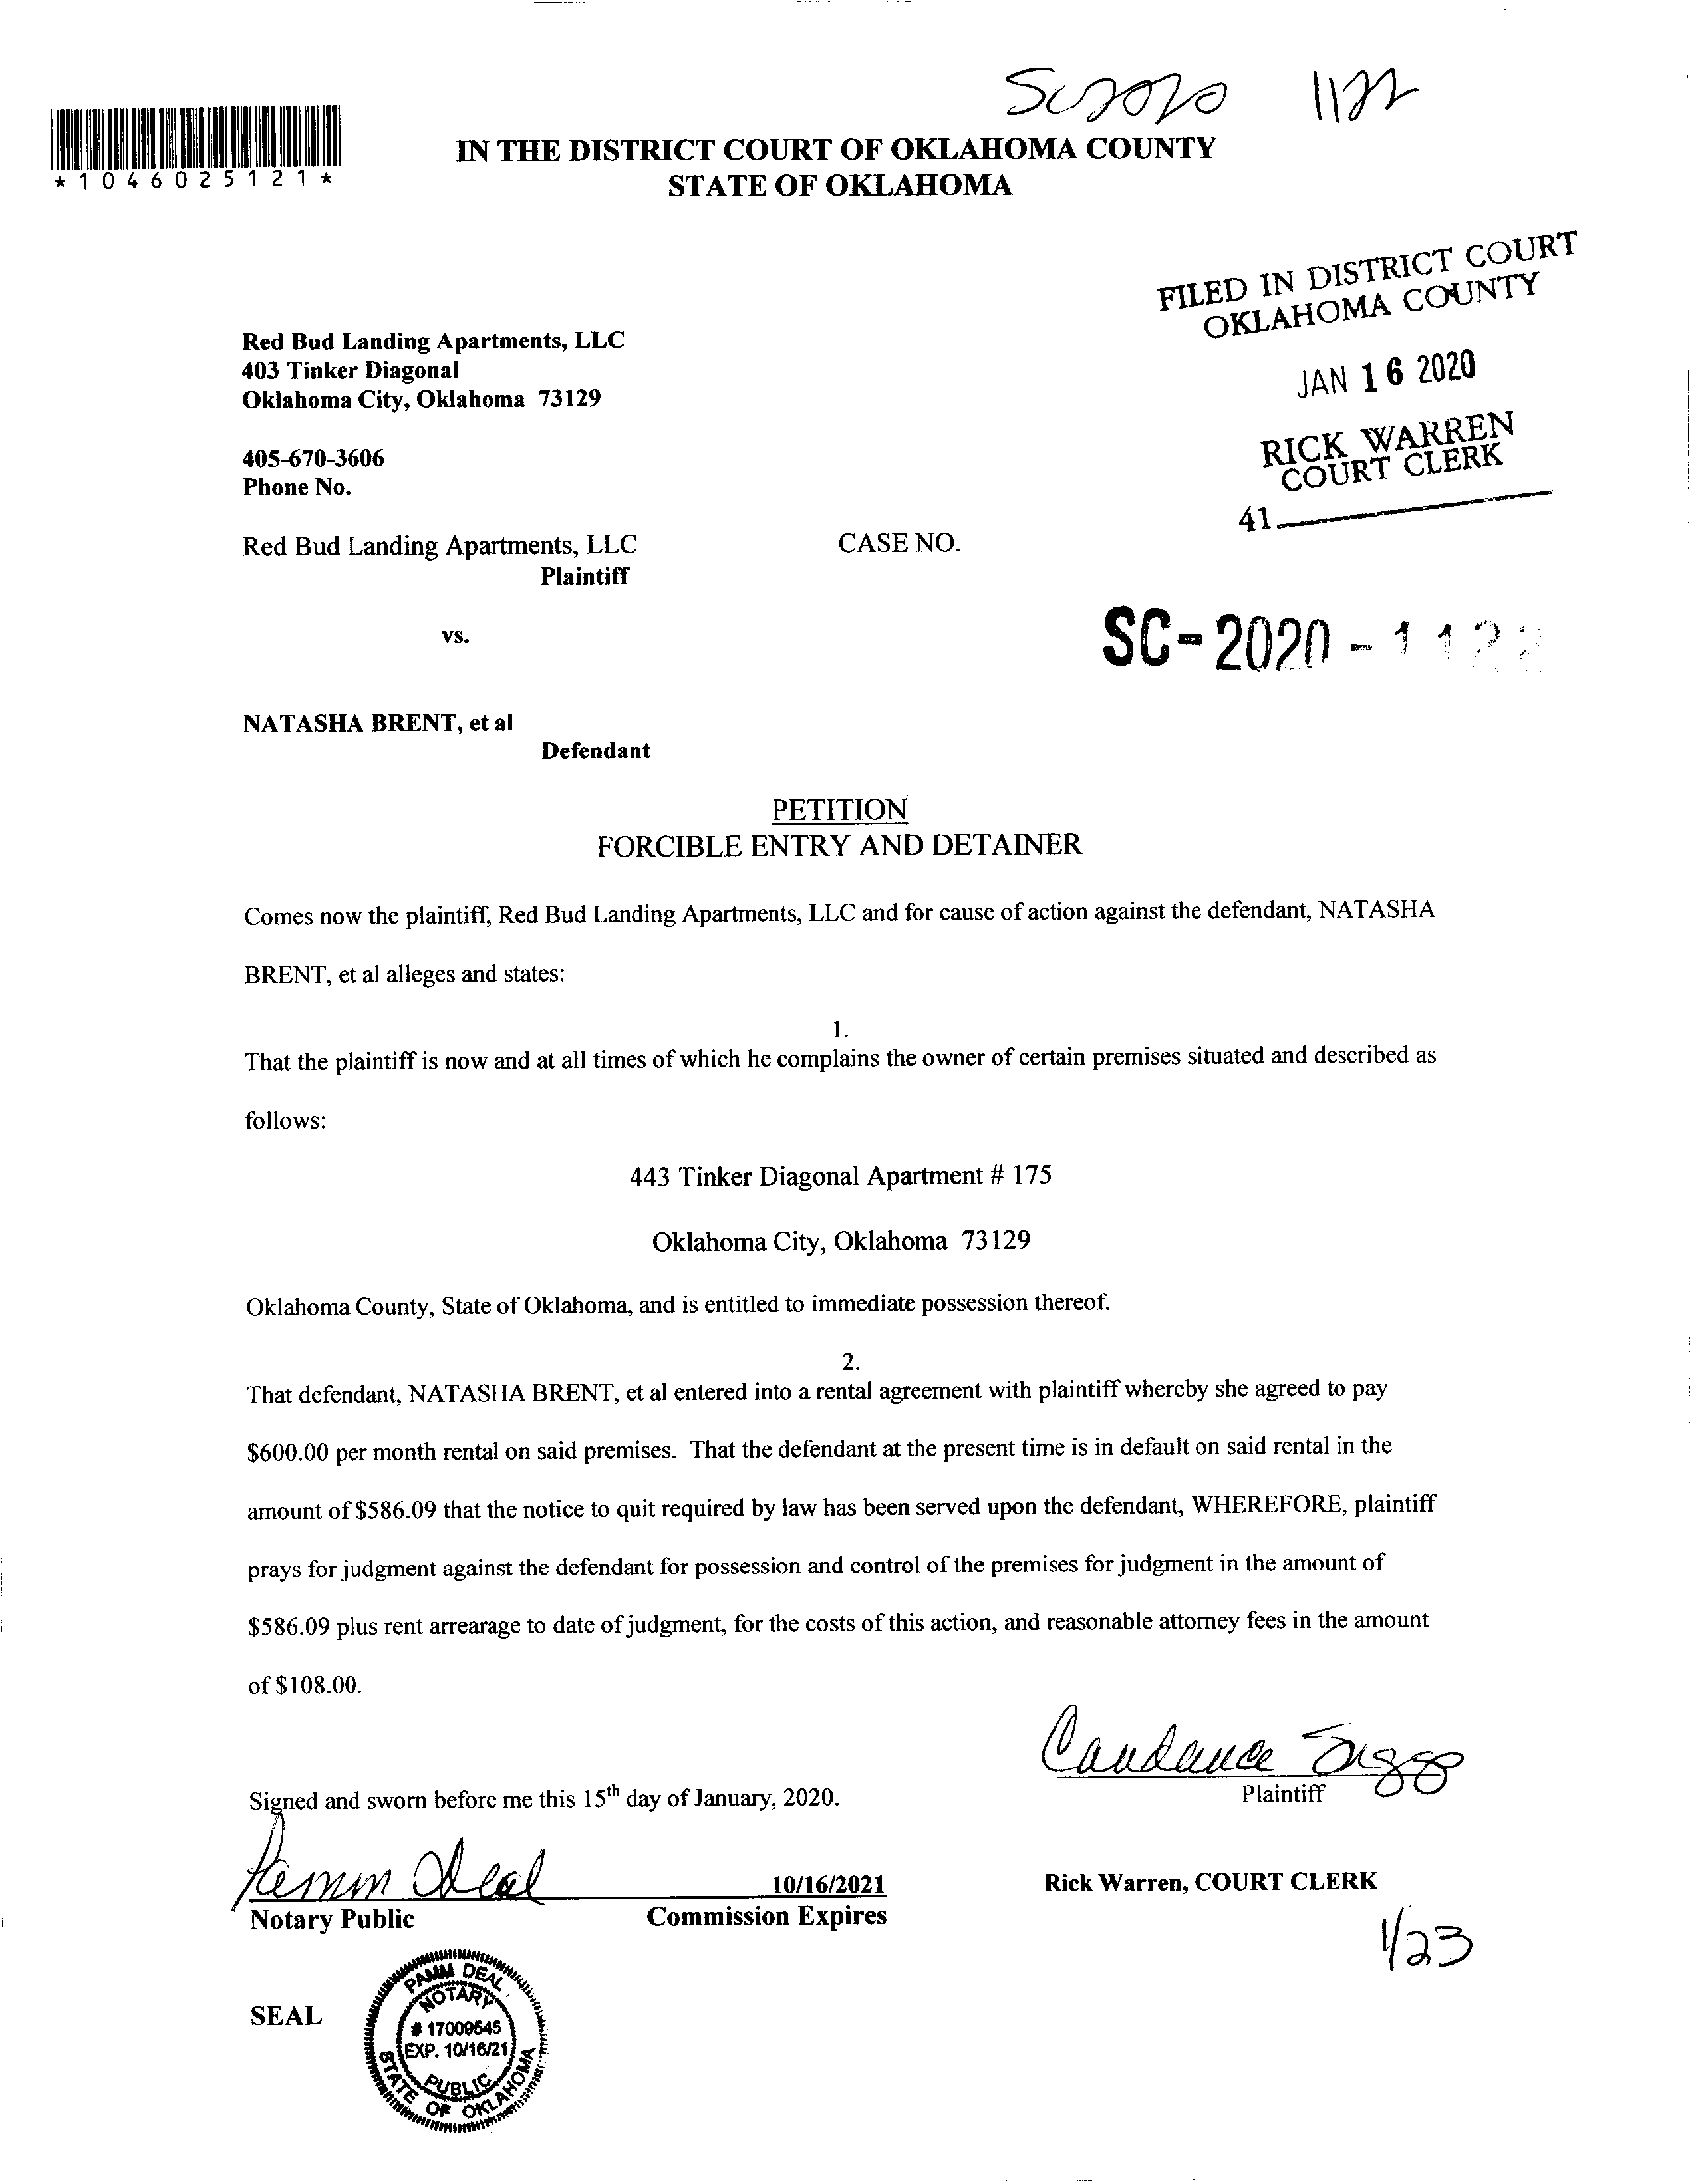 SC2020 1122
*1046025121*
IN THE DISTRICT COURT OF OKLAHOMA COUNTY
STATE OF OKLAHOMA
FILED IN DISTRICT COURT
OKLAHOMA COUNTY
JAN 16 2020
RICK WARREN
COURT CLERK
41
Red Bud Landing Apartments, LLC
403 Tinker Diagonal
Oklahoma City, Oklahoma 73129
405-670-3606
Phone No.
Red Bud Landing Apartments, LLC CASE NO.
Plaintiff
vs.
SC-2020-1122
NATASHA BRENT, et al
Defendant
PETITION
FORCIBLE ENTRY AND DETAINER
Comes now the plaintiff, Red Bud Landing Apartments, LLC and for cause of action against the defendant, NATASHA
BRENT, et al alleges and states:
1.
That the plaintiff is now and at all times of which he complains the owner of certain premises situated and described as
follows:
443 Tinker Diagonal Apartment # 175
Oklahoma City, Oklahoma 73129
Oklahoma County, State of Oklahoma, and is entitled to immediate possession thereof.
2.
That defendant, NATASHA BRENT, et al entered into a rental agreement with plaintiff whereby she agreed to pay
$600.00 per month rental on said premises. That the defendant at the present time is in default on said rental in the
amount of $586.09 that the notice to quit required by law has been served upon the defendant, WHEREFORE, plaintiff
prays for judgment against the defendant for possession and control of the premises for judgment in the amount of
$586.09 plus rent arrearage to date of judgment, for the costs of this action, and reasonable attorney fees in the amount
of $108.00.
Candance
Plaintiff
Signed and sworn before me this 15th day of January, 2020.
Pamm Deal
10/16/2021
Notary Public Commission Expires
Rick Warren, COURT CLERK
1/23
SEAL
PAMM DEAL
NOTARY
# 17009545
EXP. 10/16/21
PUBLIC
STATE OF OKLAHOMA